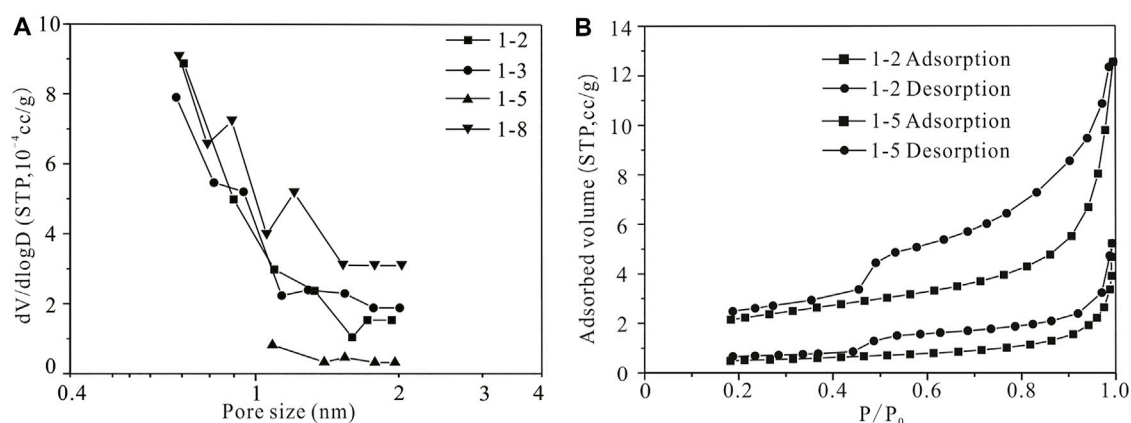 A
10
8
6
4
2
0
dV/dlogD (STP,10⁻⁴cc/g)
1-2
1-3
1-5
1-8
0.4
1
2
3
4
Pore size (nm)
B
14
12
10
8
6
4
2
0
Adsorbed volume (STP,cc/g)
1-2 Adsorption
1-2 Desorption
1-5 Adsorption
1-5 Desorption
0
0.2
0.4
0.6
0.8
1.0
P/P₀